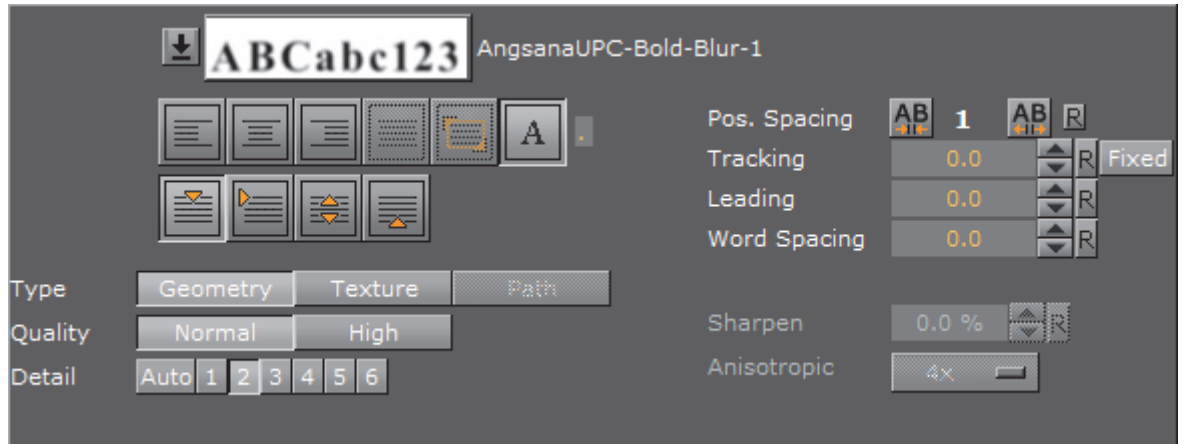 ABCabc123 AngsanaUPC-Bold-Blur-1
A .
Pos. Spacing AB 1 AB R
Tracking 0.0 R Fixed
Leading 0.0 R
Word Spacing 0.0 R
Type Geometry Texture Path
Quality Normal High
Detail Auto 1 2 3 4 5 6
Sharpen 0.0 % R
Anisotropic 4x